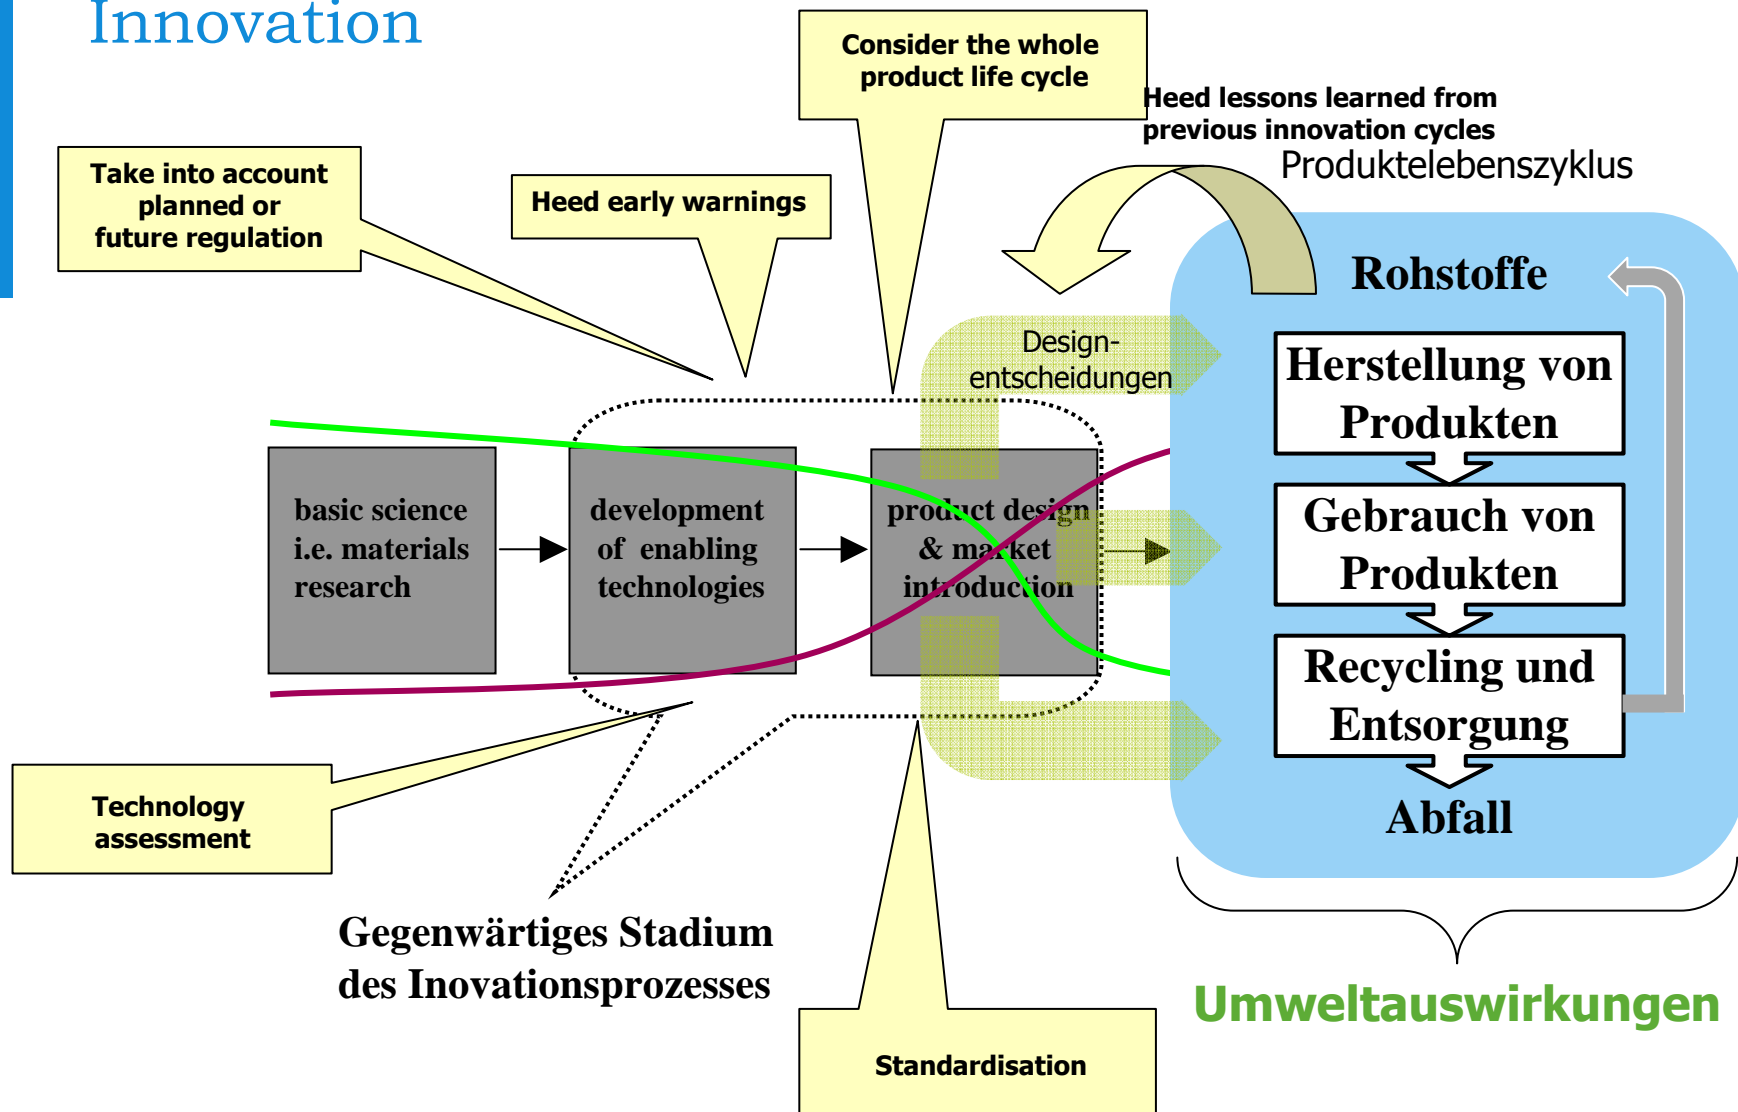 Innovation
Consider the whole
product life cycle
Heed lessons learned from
previous innovation cycles
Produktelebenszyklus
Take into account
planned or
future regulation
Heed early warnings
Rohstoffe
Design-
entscheidungen
Herstellung von
Produkten
basic science
i.e. materials
research
development
of enabling
technologies
product design
& market
introduction
Gebrauch von
Produkten
Recycling und
Entsorgung
Technology
assessment
Abfall
Gegenwärtiges Stadium
des Inovationsprozesses
Umweltauswirkungen
Standardisation